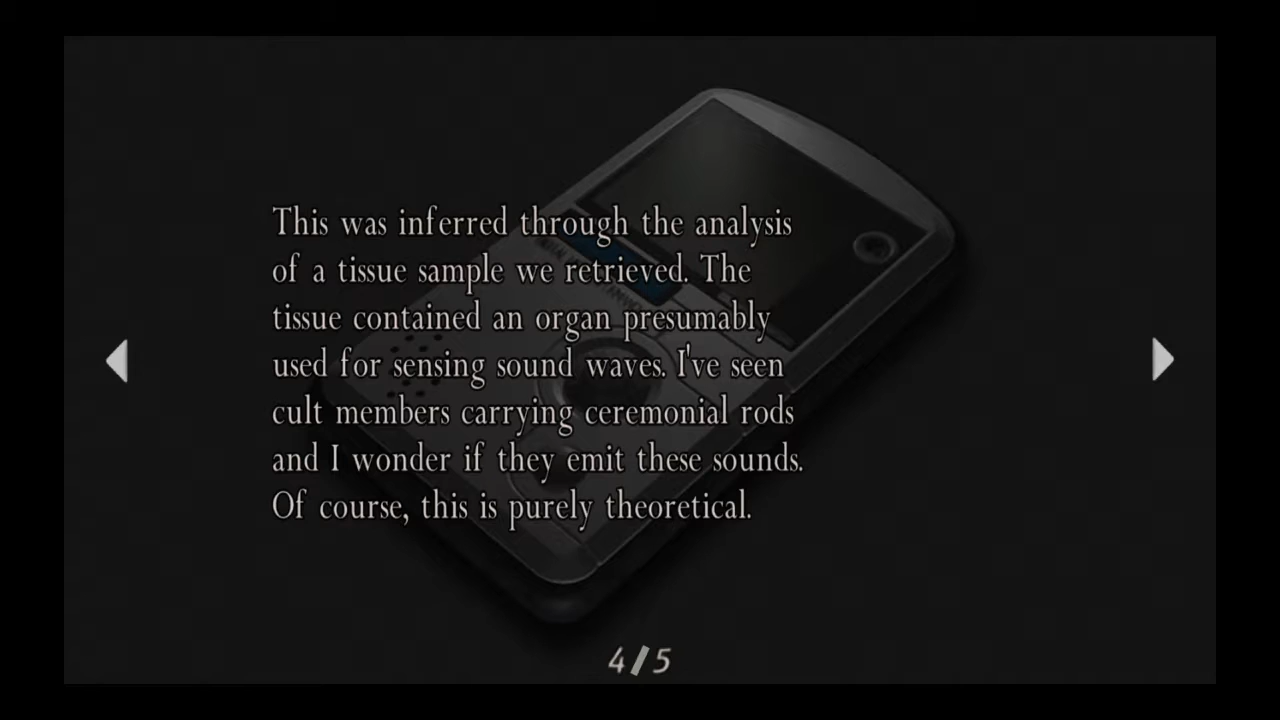 This was inferred through the analysis
of a tissue sample we retrieved. The
tissue contained an organ presumably
used for sensing sound waves. I've seen
cult members carrying ceremonial rods
and I wonder if they emit these sounds.
Of course, this is purely theoretical.
4/5